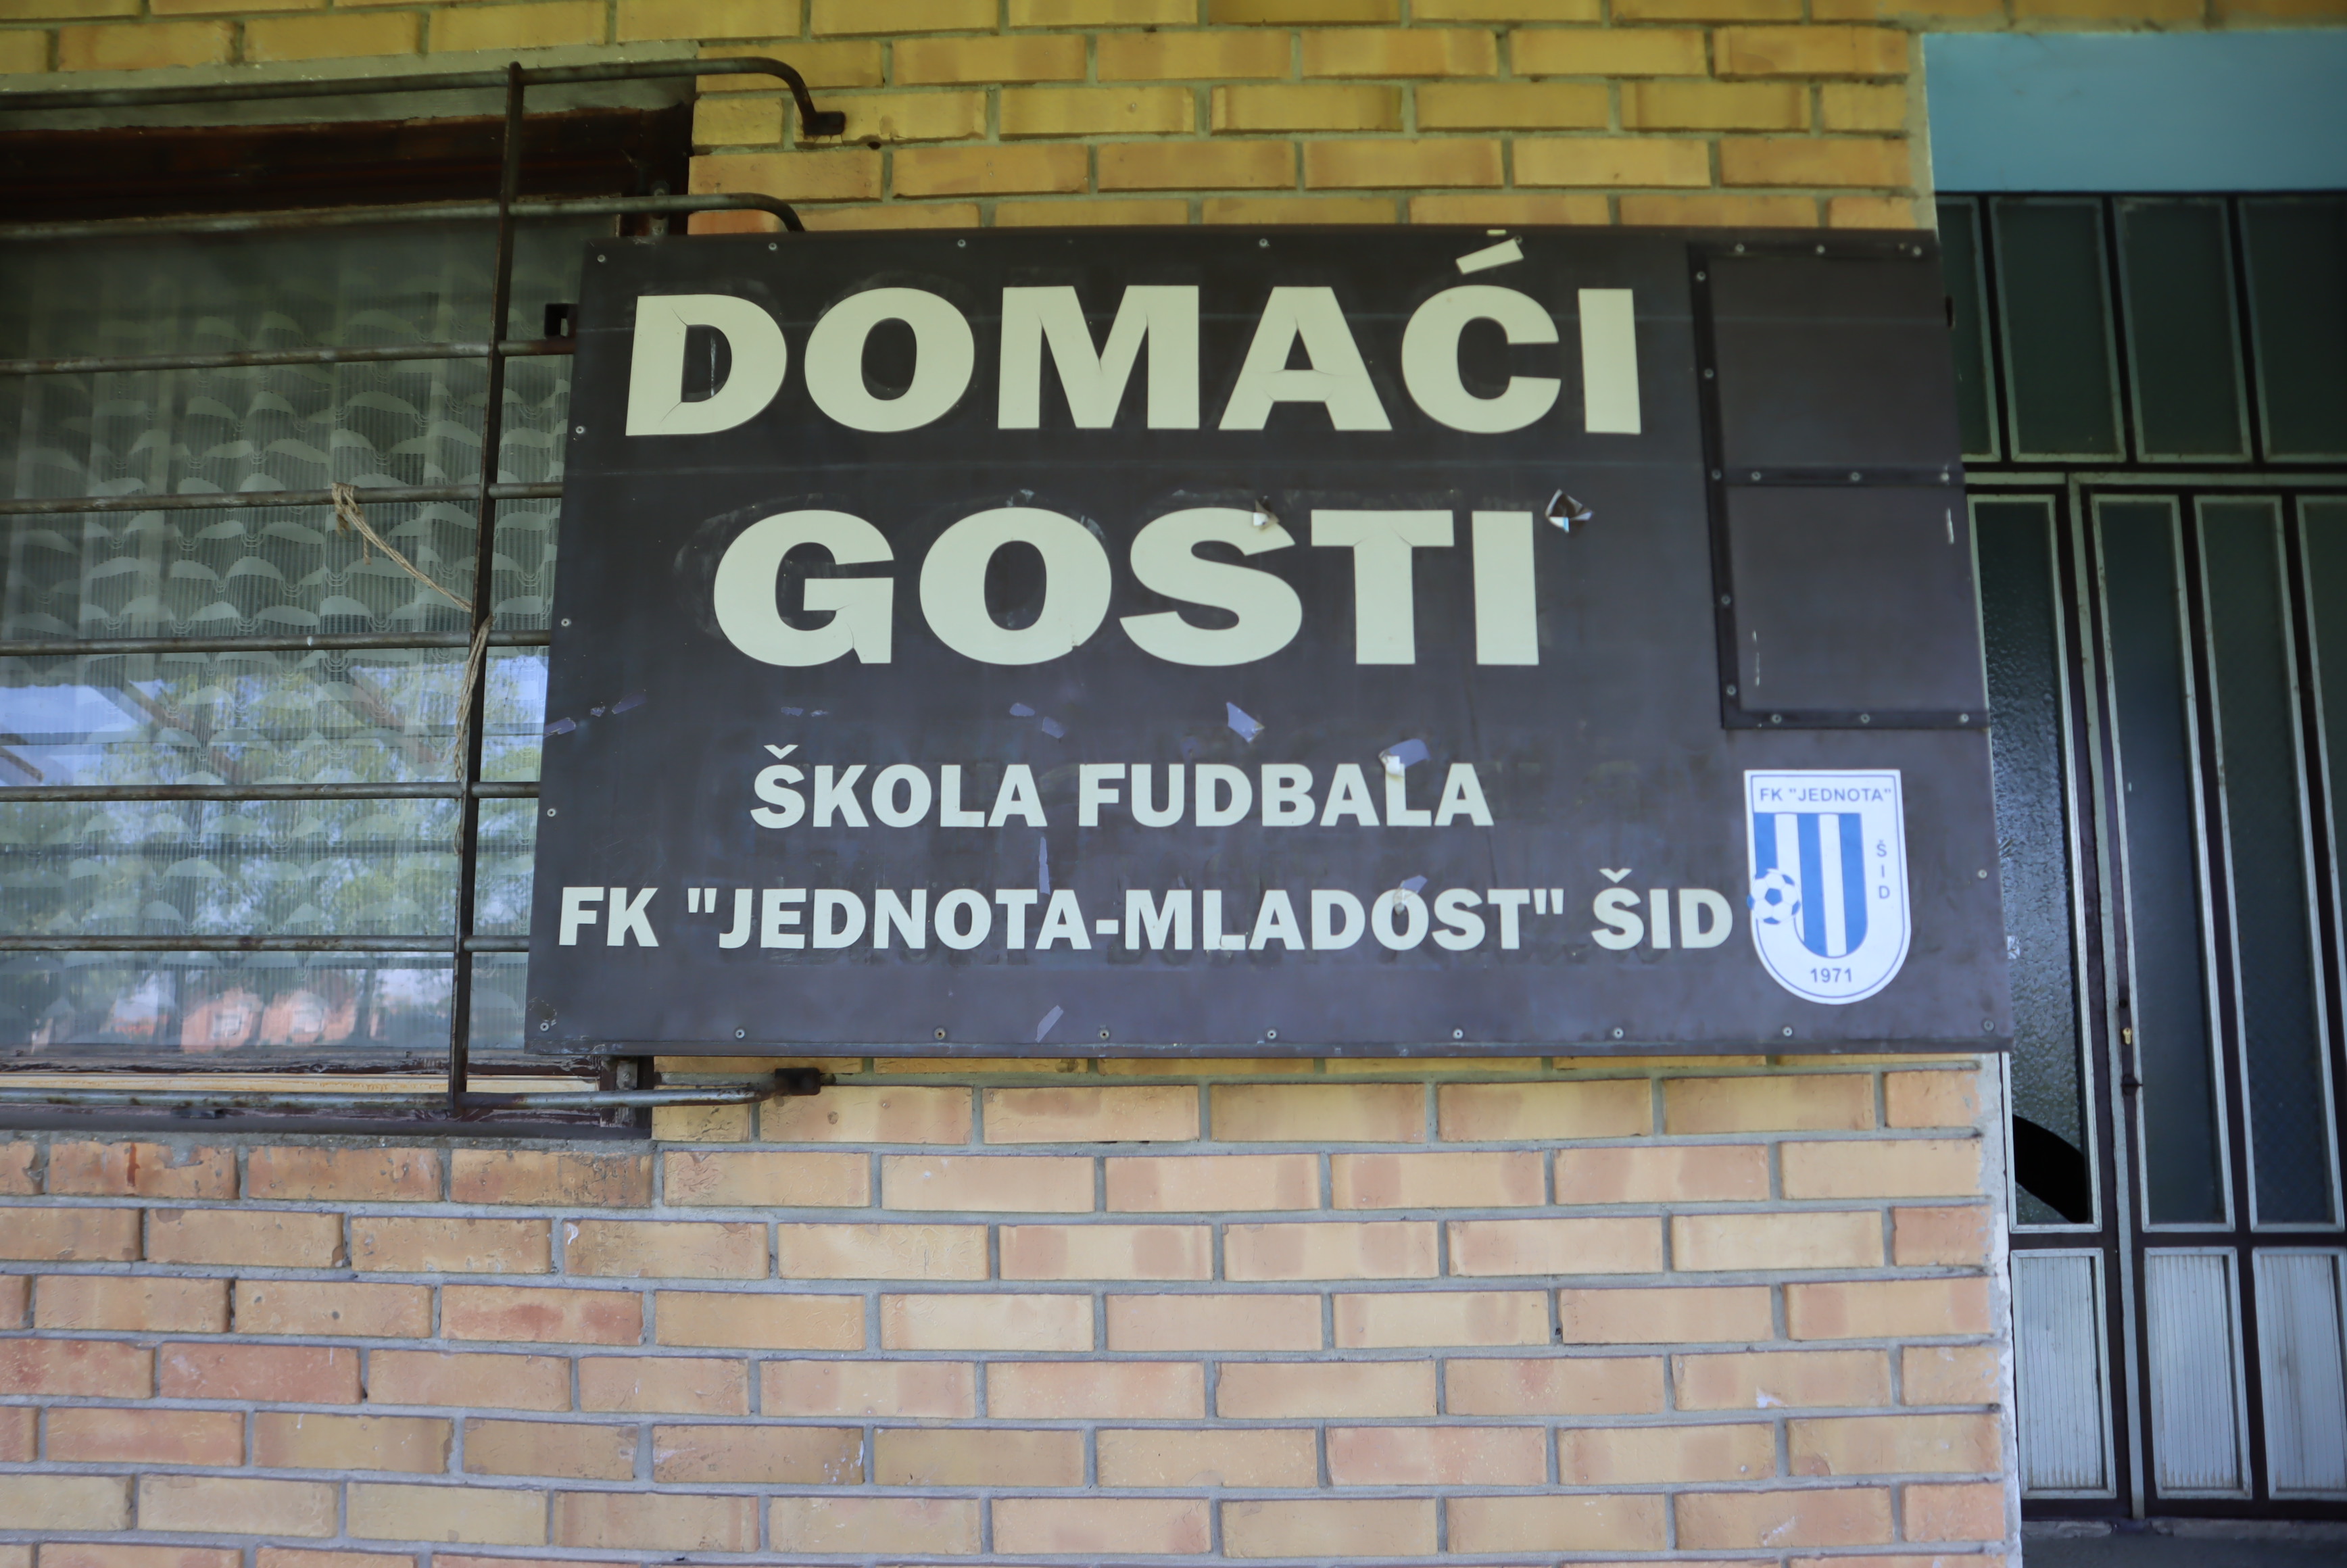 DOMAĆI
GOSTI
ŠKOLA FUDBALA
FK "JEDNOTA-MLADOST" ŠID
FK "JEDNOTA"
ŠID
1971